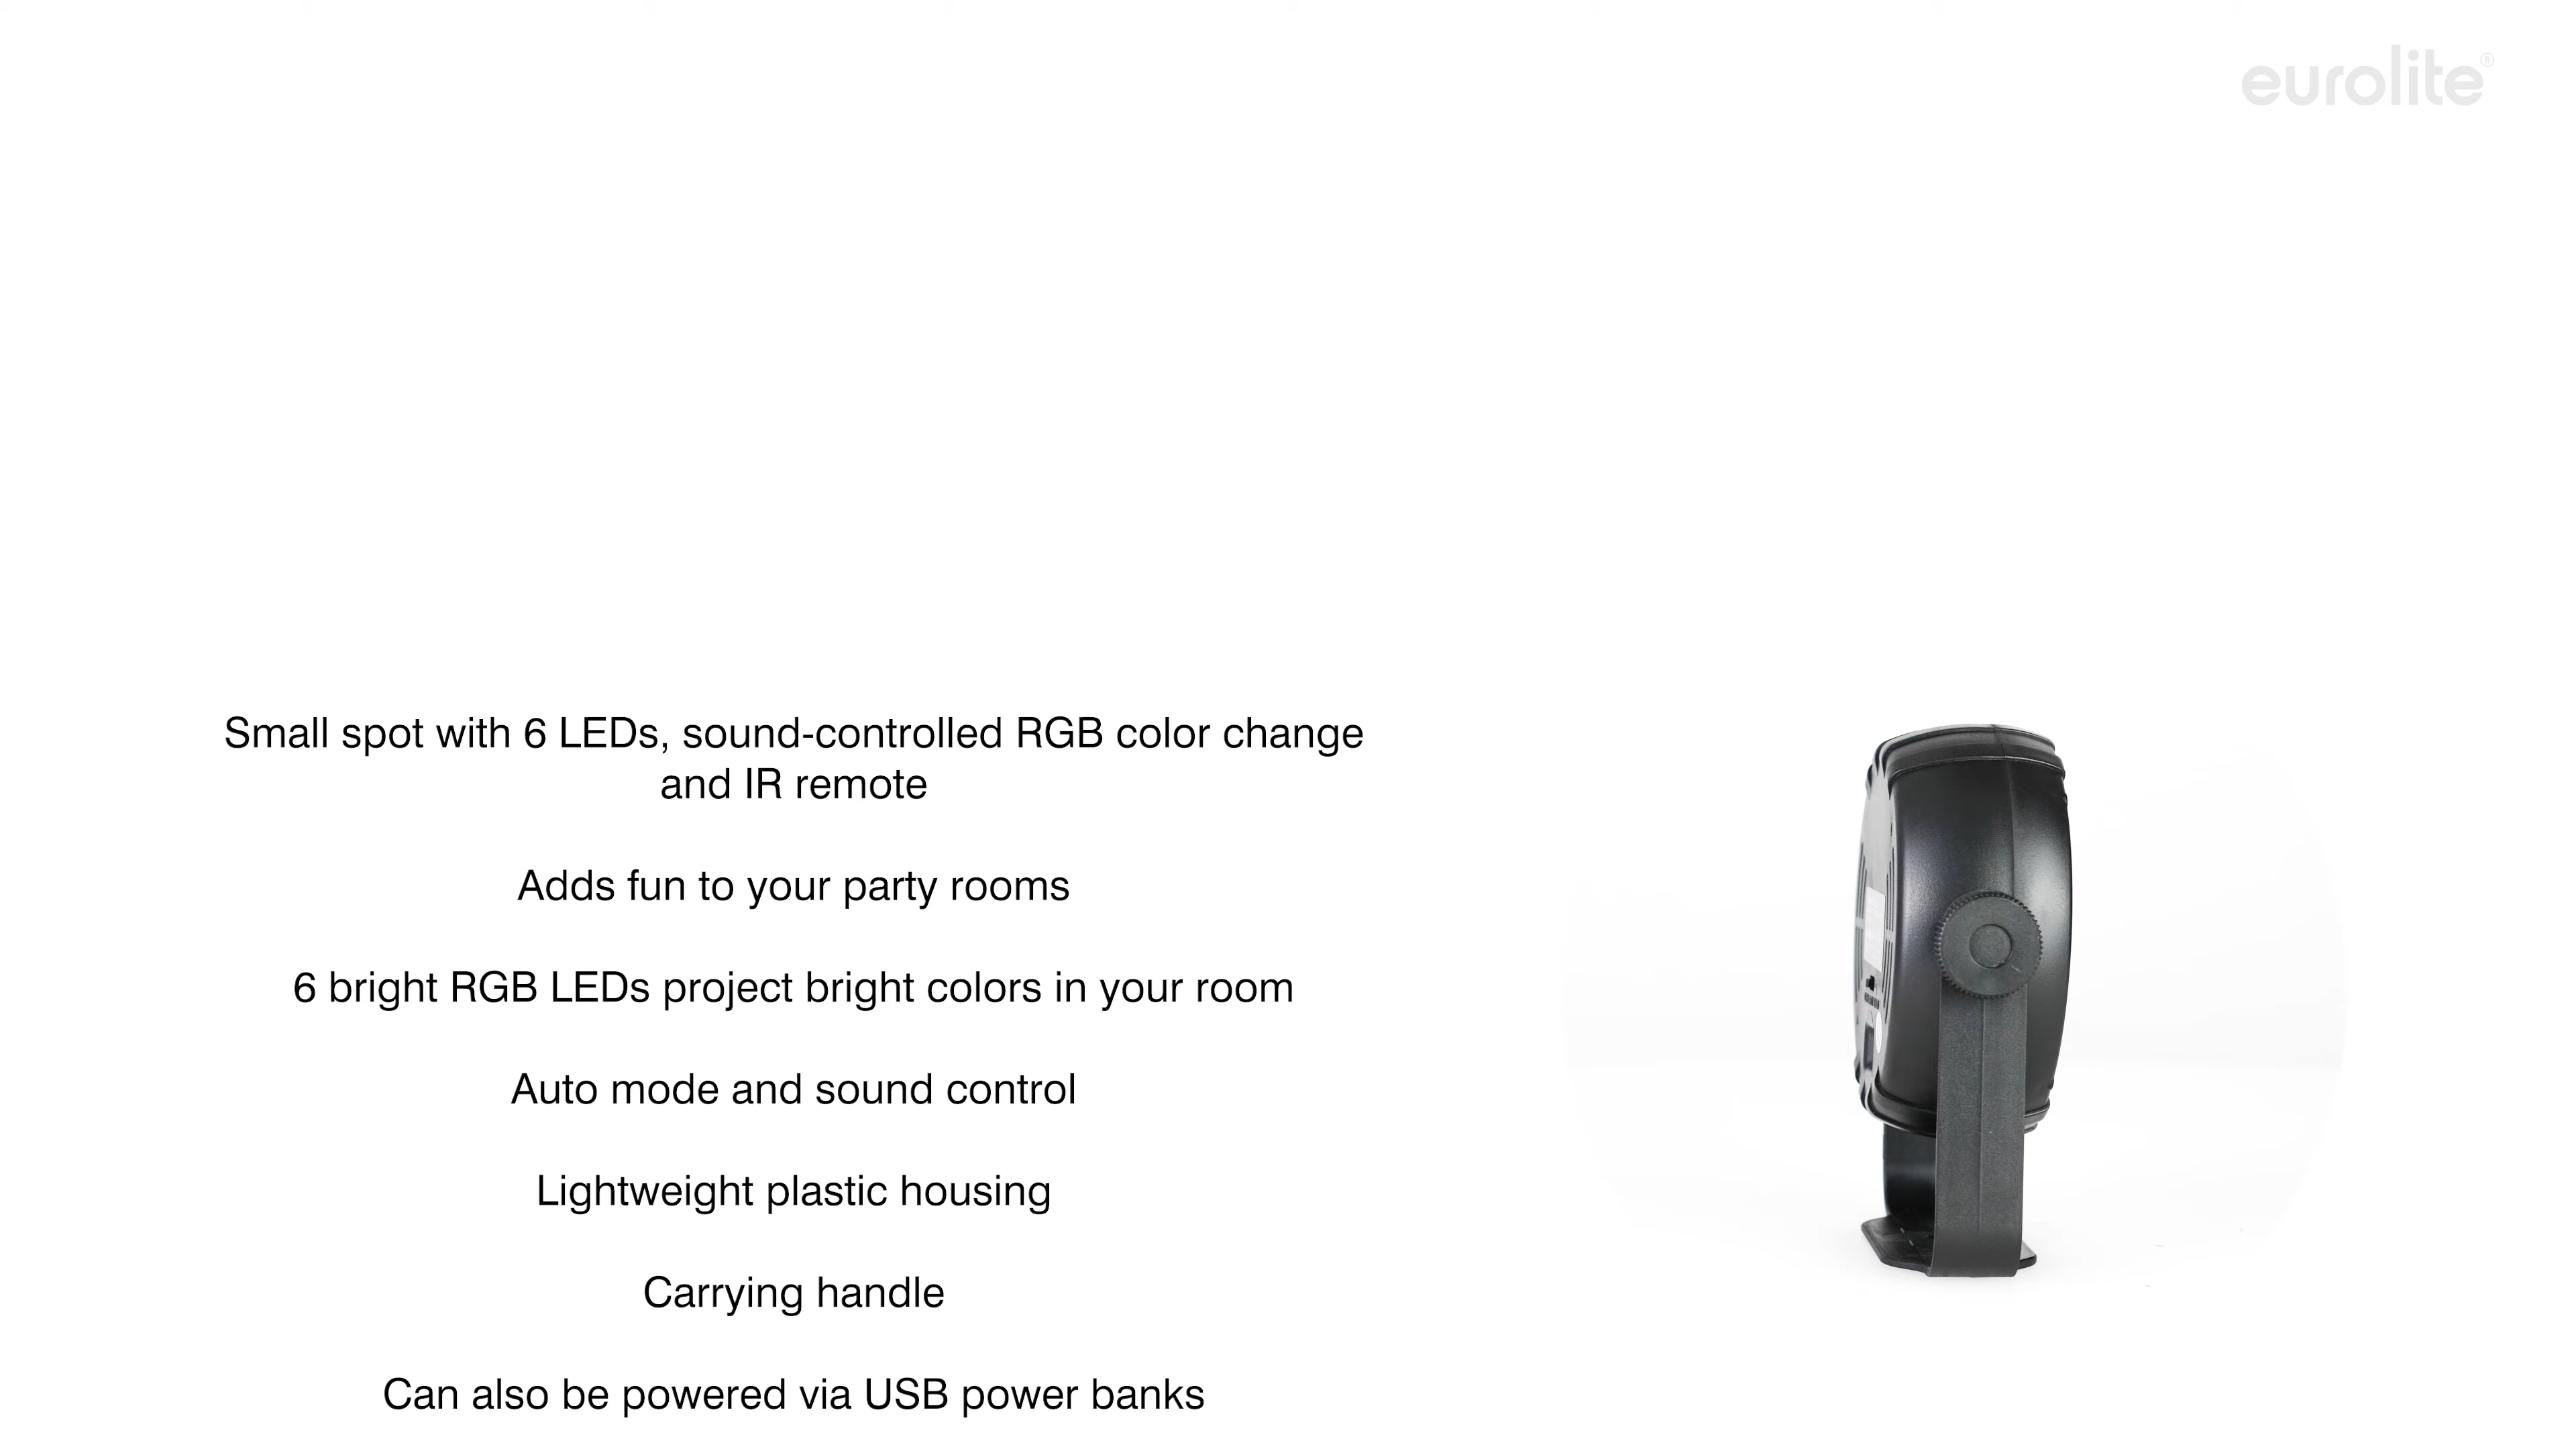 eurolite®
Small spot with 6 LEDs, sound-controlled RGB color change
and IR remote
Adds fun to your party rooms
6 bright RGB LEDs project bright colors in your room
Auto mode and sound control
Lightweight plastic housing
Carrying handle
Can also be powered via USB power banks